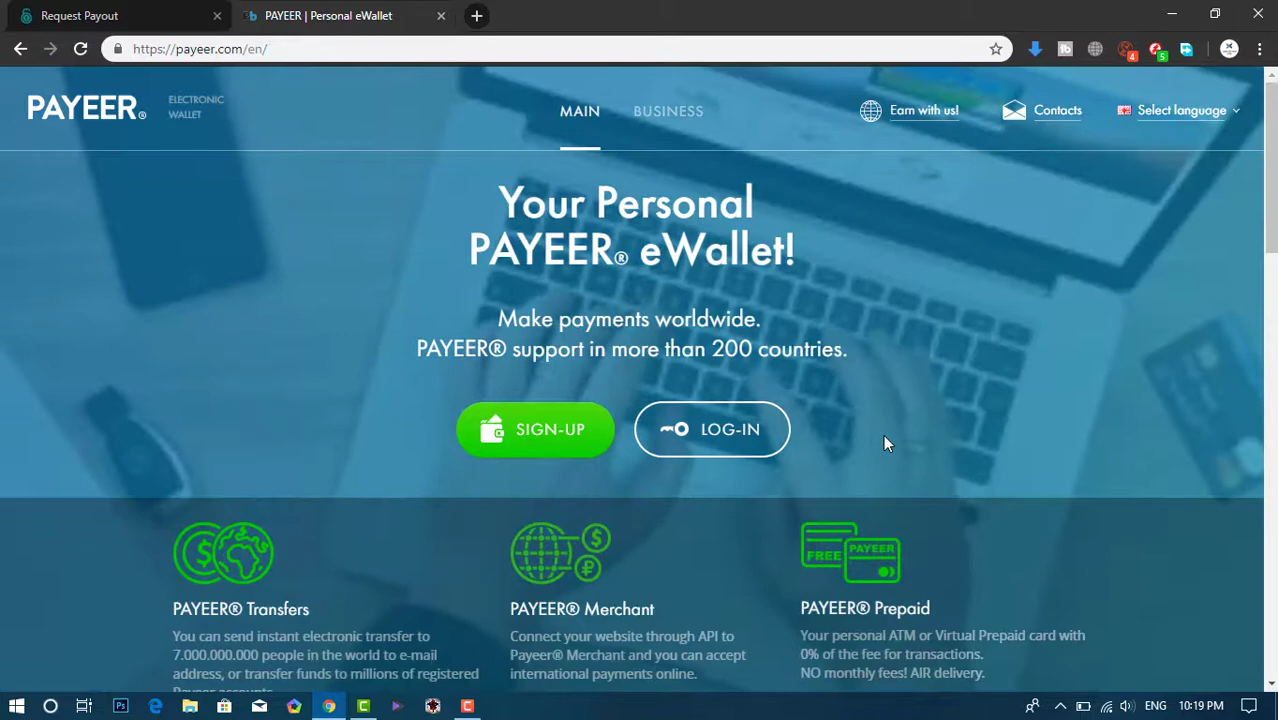 Request Payout
PAYEER | Personal eWallet
https://payeer.com/en/
4
5
PAYEER®
ELECTRONIC
WALLET
MAIN
BUSINESS
Earn with us!
Contacts
Select language
Your Personal
PAYEER® eWallet!
Make payments worldwide.
PAYEER® support in more than 200 countries.
SIGN-UP
LOG-IN
FREE
PAYEER
PAYEER® Transfers
You can send instant electronic transfer to
7.000.000.000 people in the world to e-mail
address, or transfer funds to millions of registered
Payeer accounts.
PAYEER® Merchant
Connect your website through API to
Payeer® Merchant and you can accept
international payments online.
PAYEER® Prepaid
Your personal ATM or Virtual Prepaid card with
0% of the fee for transactions.
NO monthly fees! AIR delivery.
ENG
10:19 PM